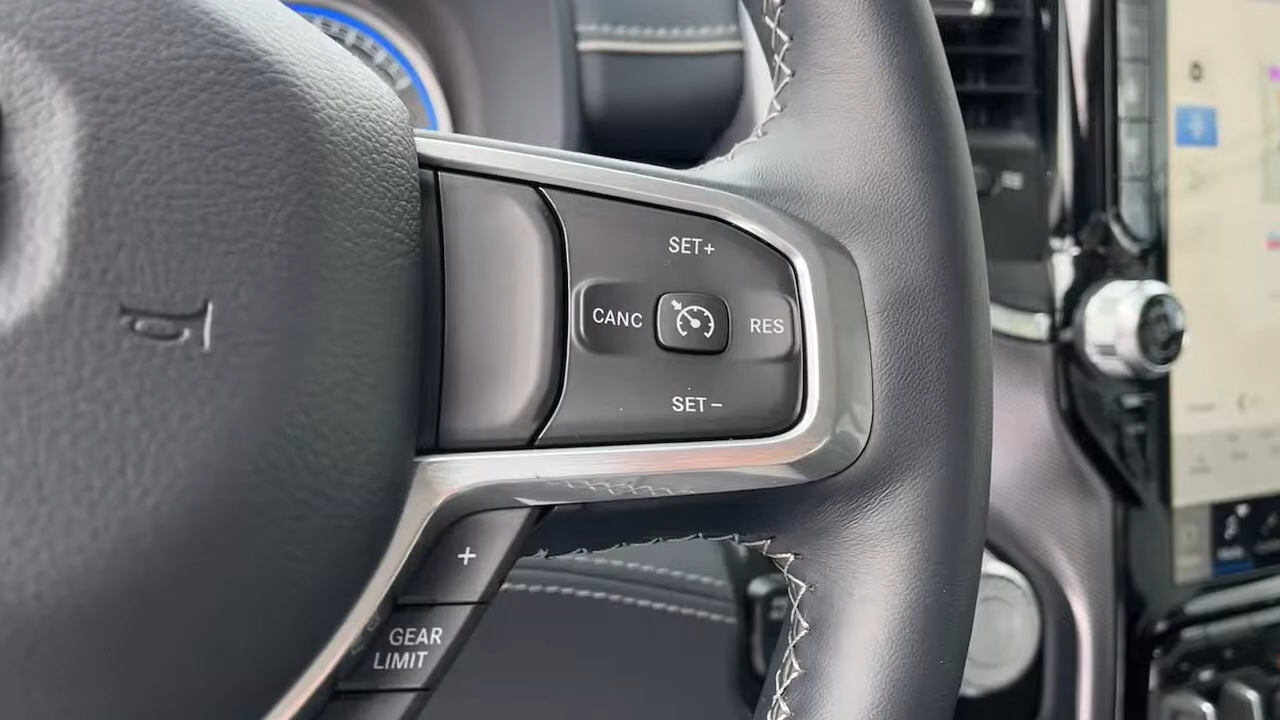 SET+
CANC
RES
SET−
+
GEAR
LIMIT